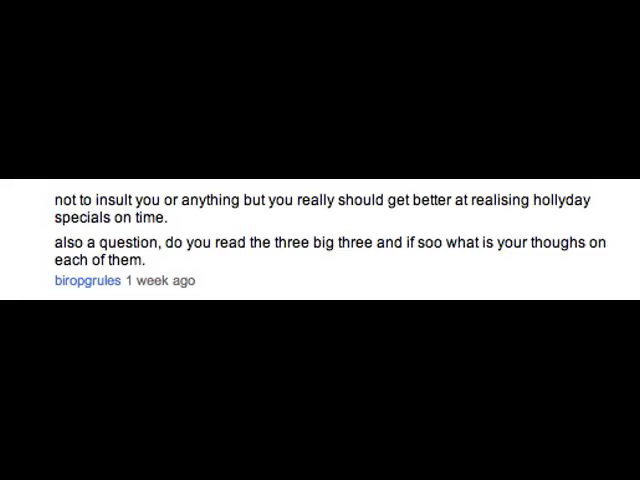 not to insult you or anything but you really should get better at realising hollyday
specials on time.
also a question, do you read the three big three and if soo what is your thoughs on
each of them.
biropgrules 1 week ago